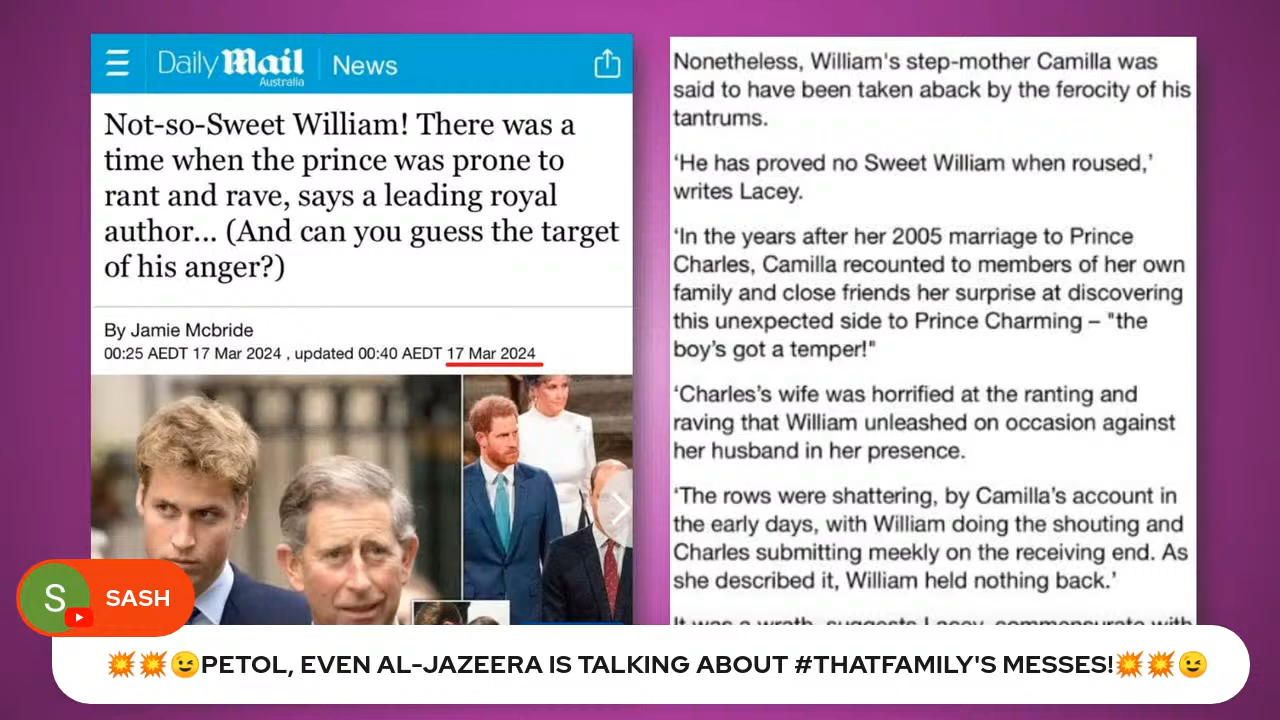 Daily Mail Australia News
Not-so-Sweet William! There was a
time when the prince was prone to
rant and rave, says a leading royal
author... (And can you guess the target
of his anger?)
By Jamie Mcbride
00:25 AEDT 17 Mar 2024 , updated 00:40 AEDT 17 Mar 2024
Nonetheless, William's step-mother Camilla was
said to have been taken aback by the ferocity of his
tantrums.
‘He has proved no Sweet William when roused,’
writes Lacey.
‘In the years after her 2005 marriage to Prince
Charles, Camilla recounted to members of her own
family and close friends her surprise at discovering
this unexpected side to Prince Charming – "the
boy’s got a temper!"
‘Charles’s wife was horrified at the ranting and
raving that William unleashed on occasion against
her husband in her presence.
‘The rows were shattering, by Camilla’s account in
the early days, with William doing the shouting and
Charles submitting meekly on the receiving end. As
she described it, William held nothing back.’
It was a wrath, suggests Lacey, commensurate with
S SASH
💥💥😉PETOL, EVEN AL-JAZEERA IS TALKING ABOUT #THATFAMILY'S MESSES!💥💥😉